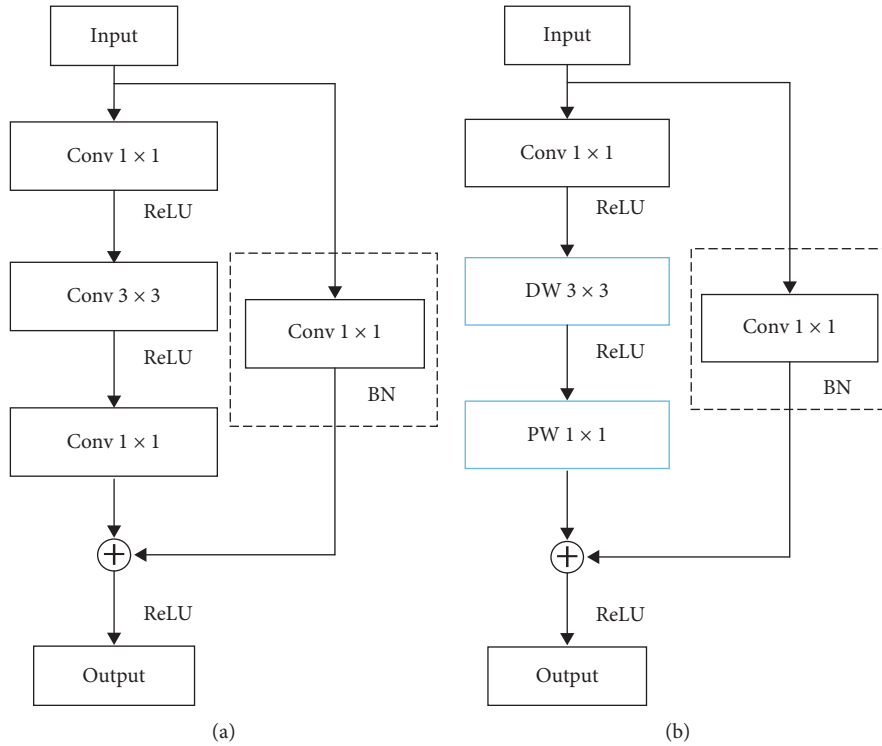 Input
Conv 1 × 1
ReLU
Conv 3 × 3
ReLU
Conv 1 × 1
Conv 1 × 1
BN
ReLU
Output
(a)
Input
Conv 1 × 1
ReLU
DW 3 × 3
ReLU
PW 1 × 1
Conv 1 × 1
BN
ReLU
Output
(b)